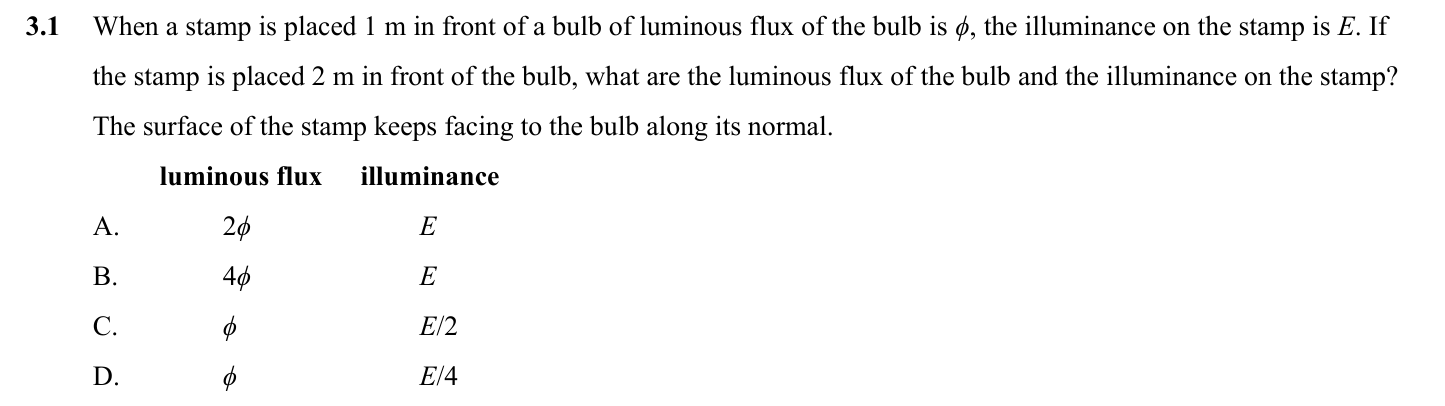 3.1 When a stamp is placed 1 m in front of a bulb of luminous flux of the bulb is ϕ, the illuminance on the stamp is E. If
the stamp is placed 2 m in front of the bulb, what are the luminous flux of the bulb and the illuminance on the stamp?
The surface of the stamp keeps facing to the bulb along its normal.
luminous flux illuminance
A. 2ϕ E
B. 4ϕ E
C. ϕ E/2
D. ϕ E/4